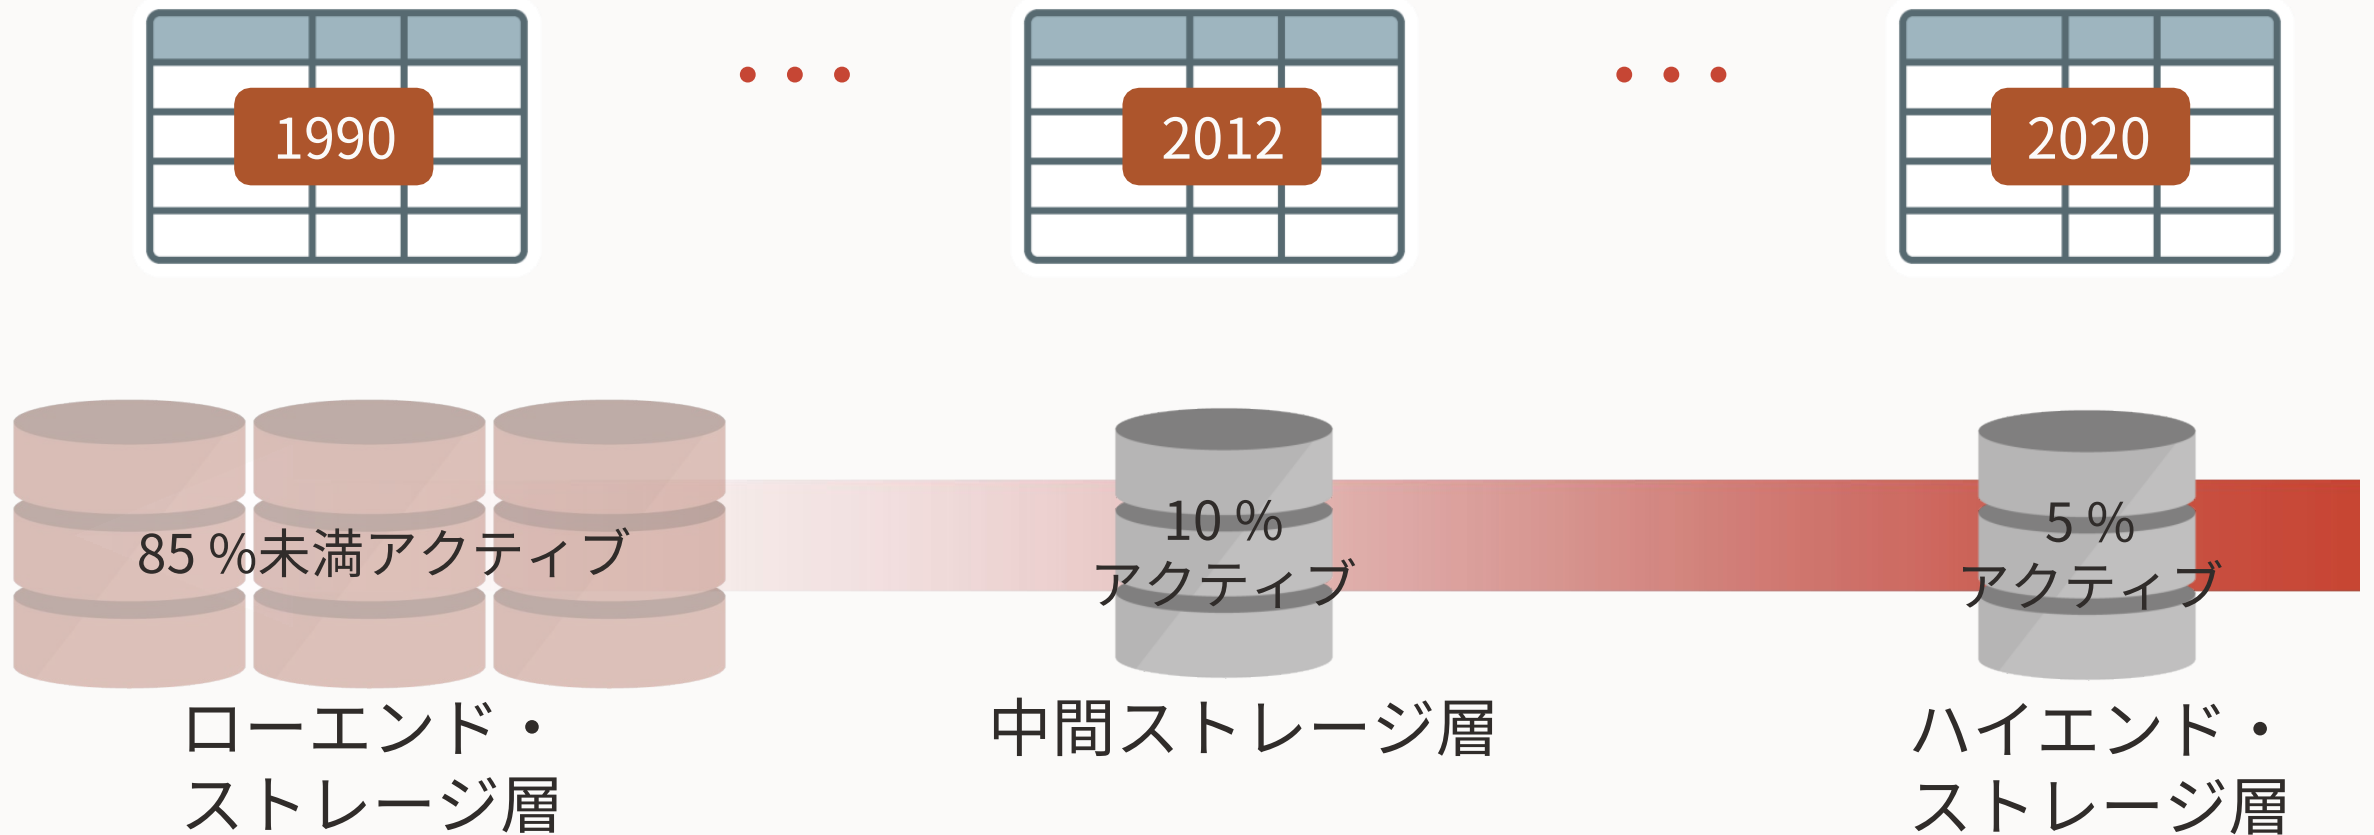 1990
2012
2020
85 %未満アクティブ
10 %
アクティブ
5 %
アクティブ
ローエンド・
ストレージ層
中間ストレージ層
ハイエンド・
ストレージ層